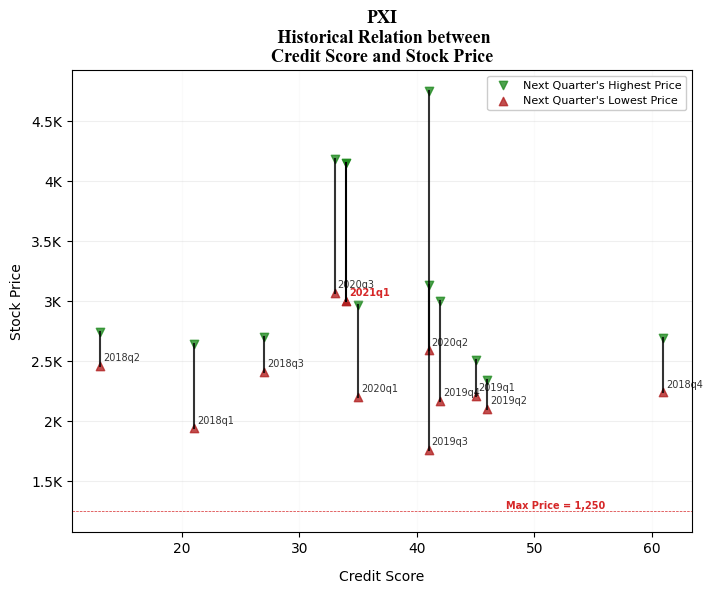 PXI
Historical Relation between
Credit Score and Stock Price
Next Quarter's Highest Price
Next Quarter's Lowest Price
4.5K
4K
3.5K
3K
2.5K
2K
1.5K
Stock Price
2020q3
2021q1
2018q2
2020q2
2018q3
2018q4
2019q1
2020q1
2019q4
2019q2
2018q1
2019q3
Max Price = 1,250
20
30
40
50
60
Credit Score